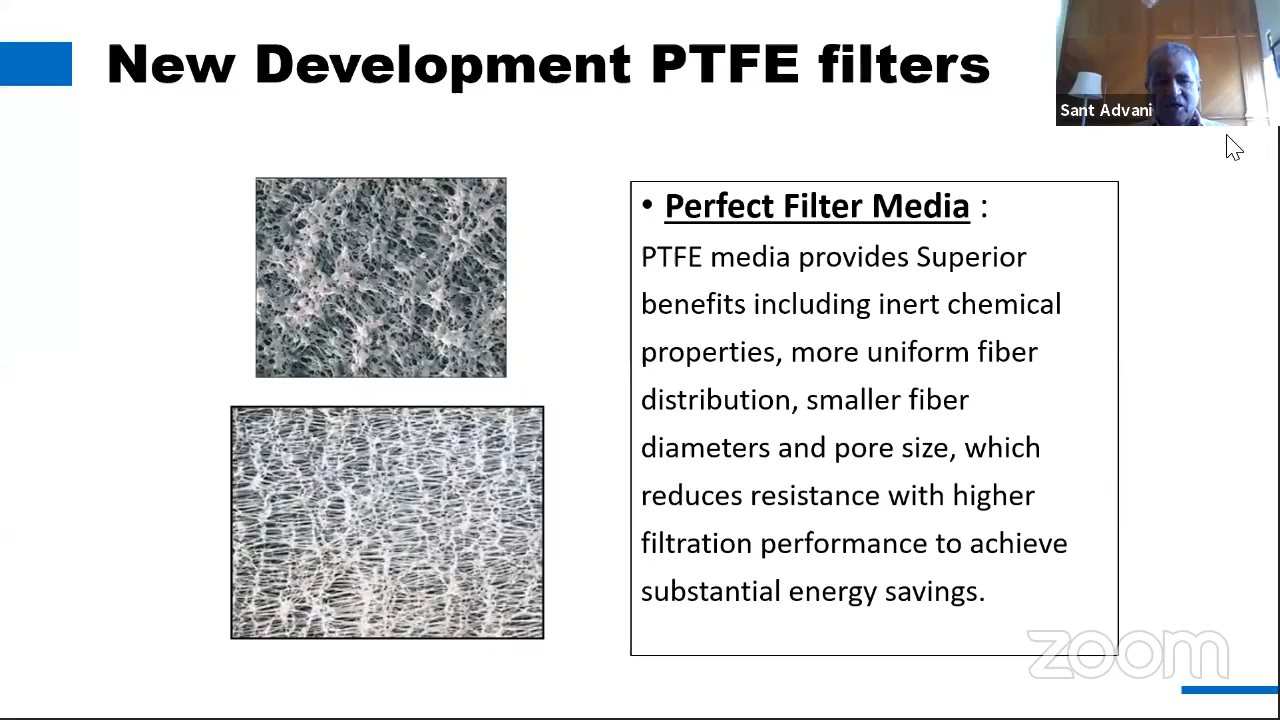 New Development PTFE filters
Sant Advani
• Perfect Filter Media :
PTFE media provides Superior
benefits including inert chemical
properties, more uniform fiber
distribution, smaller fiber
diameters and pore size, which
reduces resistance with higher
filtration performance to achieve
substantial energy savings.
zoom